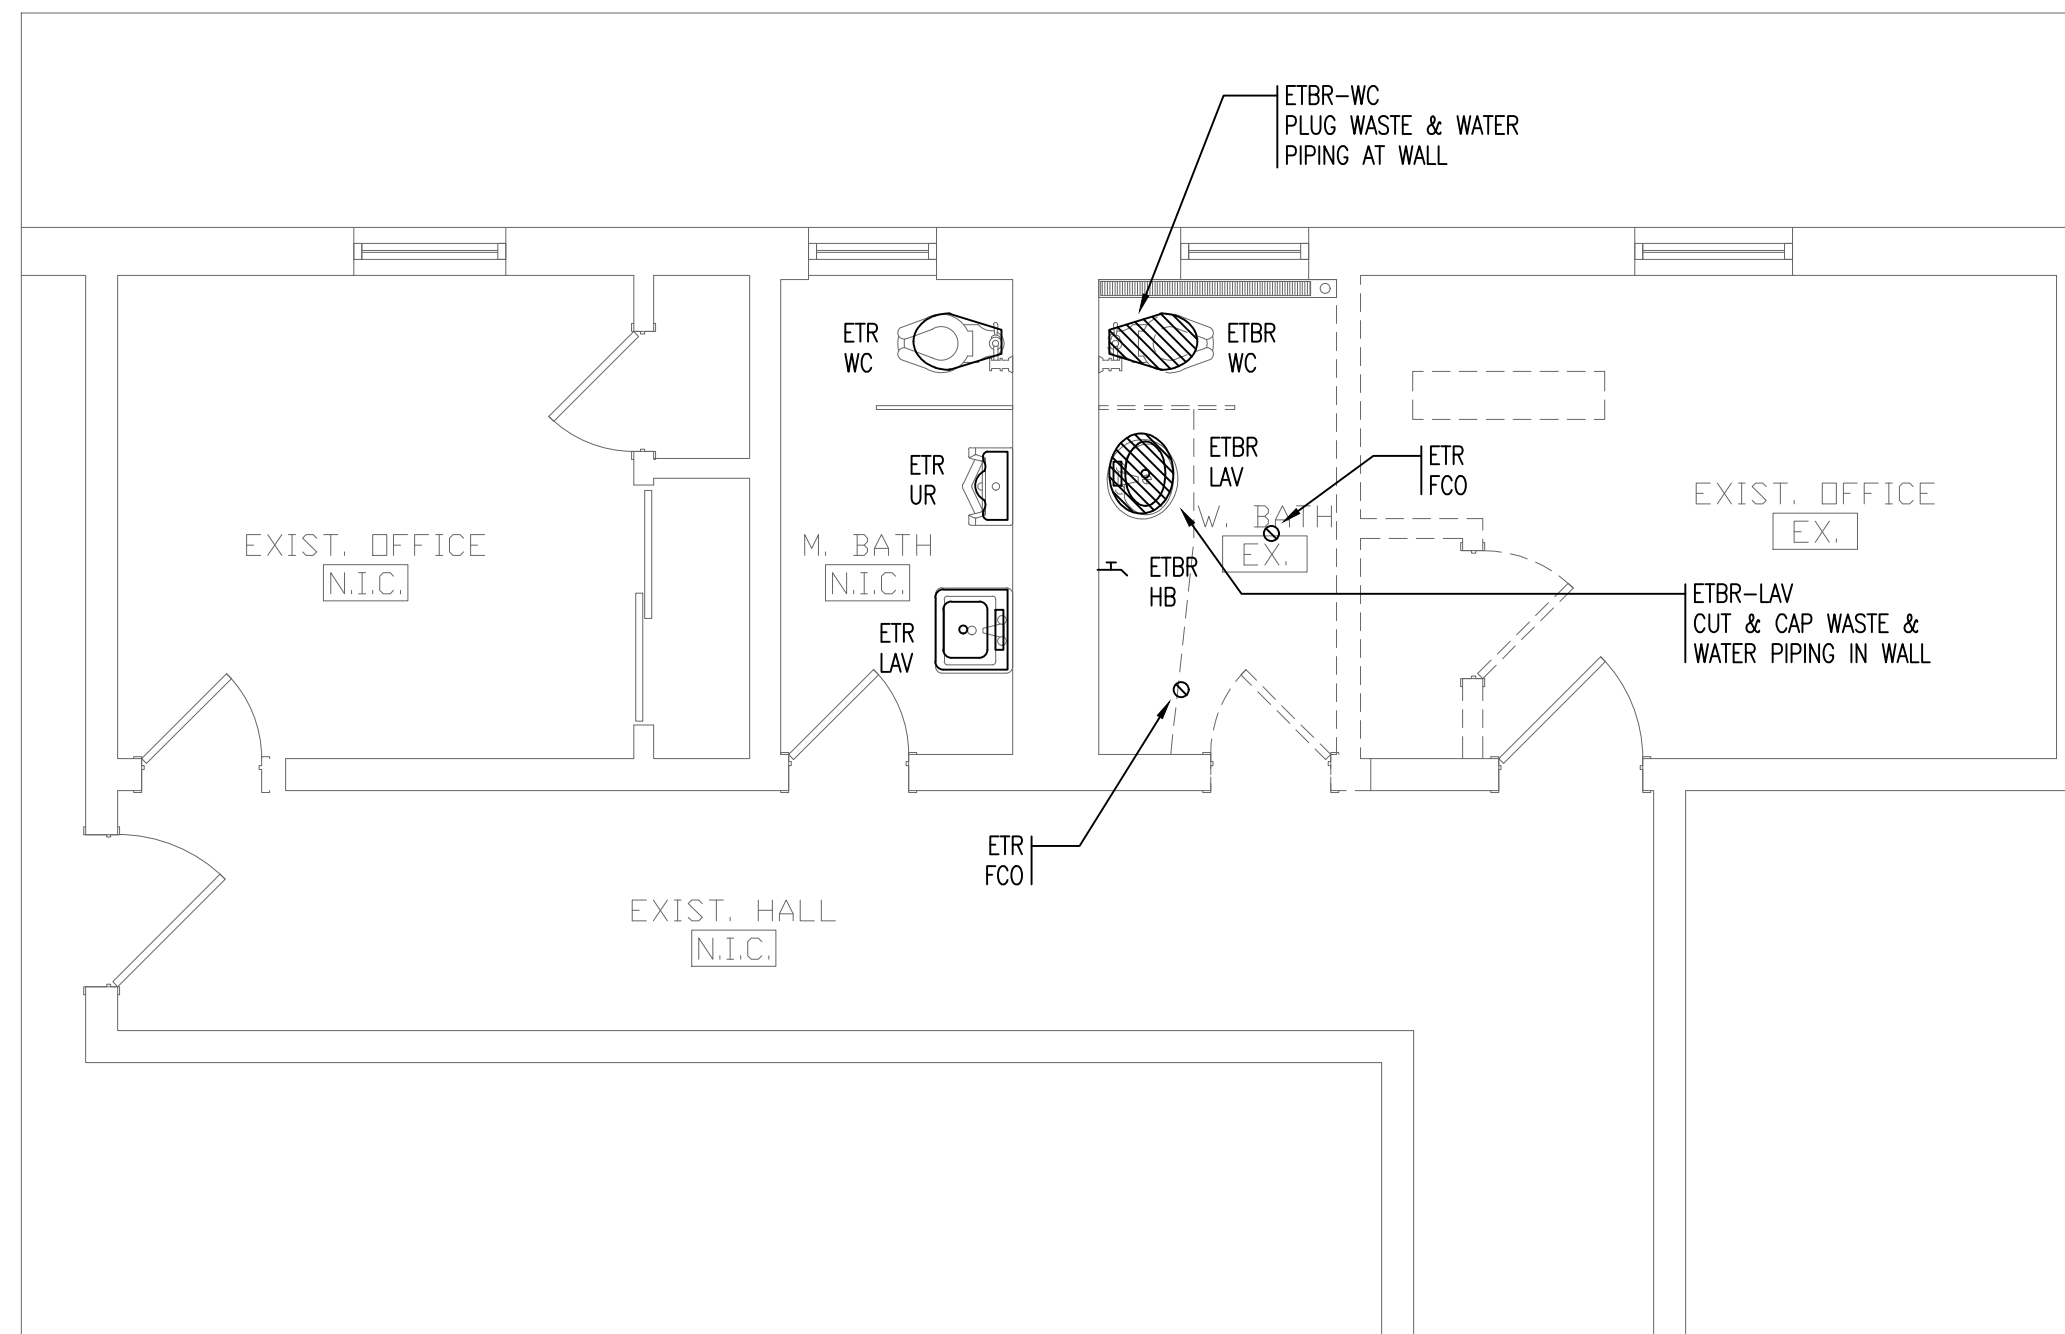 ETBR-WC
PLUG WASTE & WATER
PIPING AT WALL
ETR
WC
ETBR
WC
ETR
UR
ETBR
LAV
ETR
FCO
EXIST. OFFICE
EX.
W. BATH
EX.
EXIST. OFFICE
N.I.C.
M. BATH
N.I.C.
ETBR
HB
ETBR-LAV
CUT & CAP WASTE &
WATER PIPING IN WALL
ETR
LAV
ETR
FCO
EXIST. HALL
N.I.C.